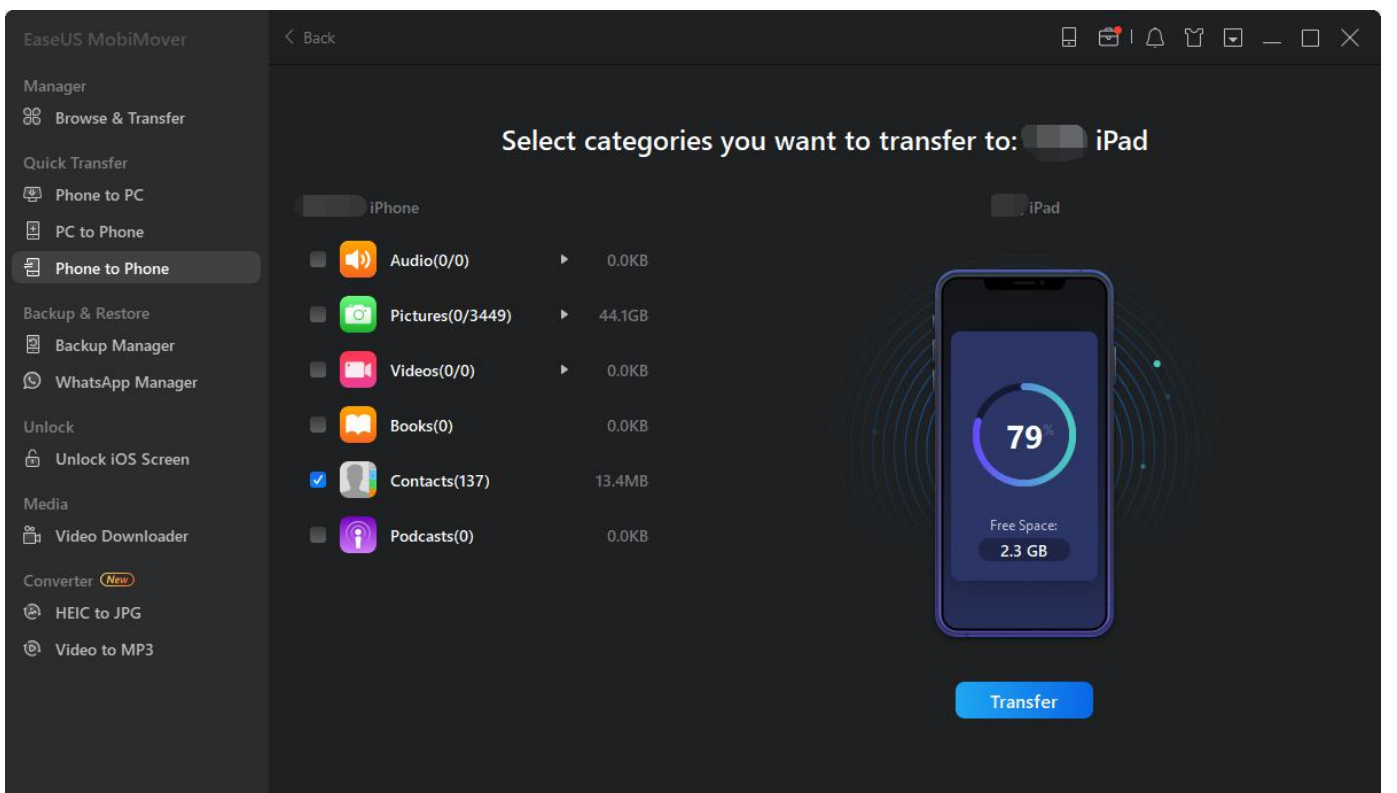 EaseUS MobiMover
Manager
Browse & Transfer
Quick Transfer
Phone to PC
PC to Phone
Phone to Phone
Backup & Restore
Backup Manager
WhatsApp Manager
Unlock
Unlock iOS Screen
Media
Video Downloader
Converter New
HEIC to JPG
Video to MP3
Back
Select categories you want to transfer to: iPad
iPhone
Audio(0/0) 0.0KB
Pictures(0/3449) 44.1GB
Videos(0/0) 0.0KB
Books(0) 0.0KB
Contacts(137) 13.4MB
Podcasts(0) 0.0KB
iPad
79%
Free Space:
2.3 GB
Transfer